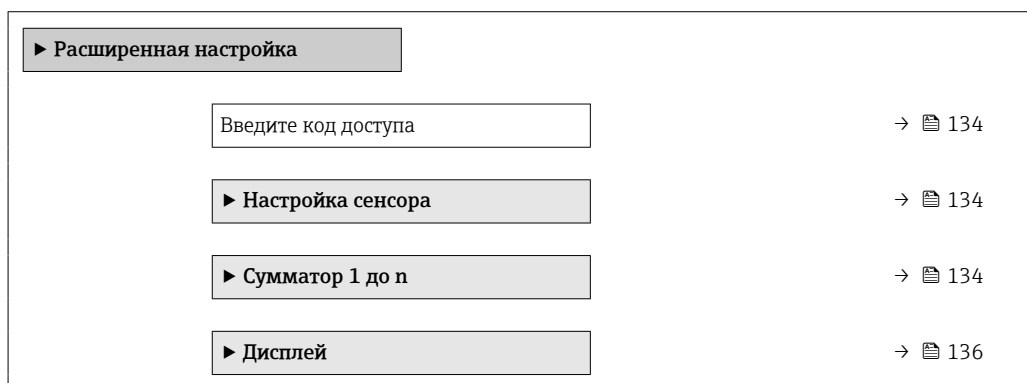 ▶ Расширенная настройка
Введите код доступа → 134
▶ Настройка сенсора → 134
▶ Сумматор 1 до n → 134
▶ Дисплей → 136